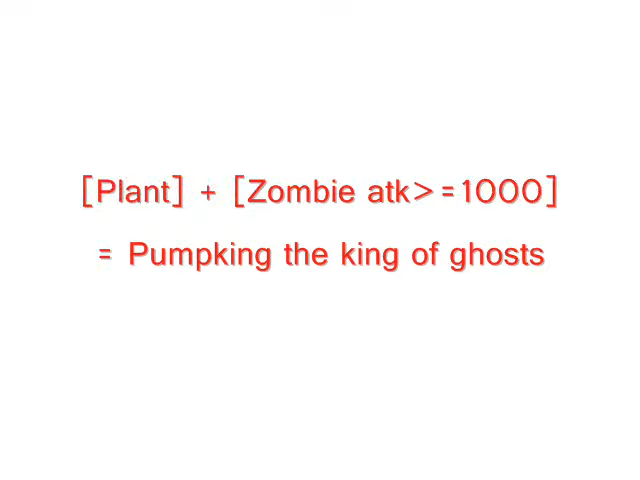 [Plant] + [Zombie atk>=1000]
= Pumpking the king of ghosts